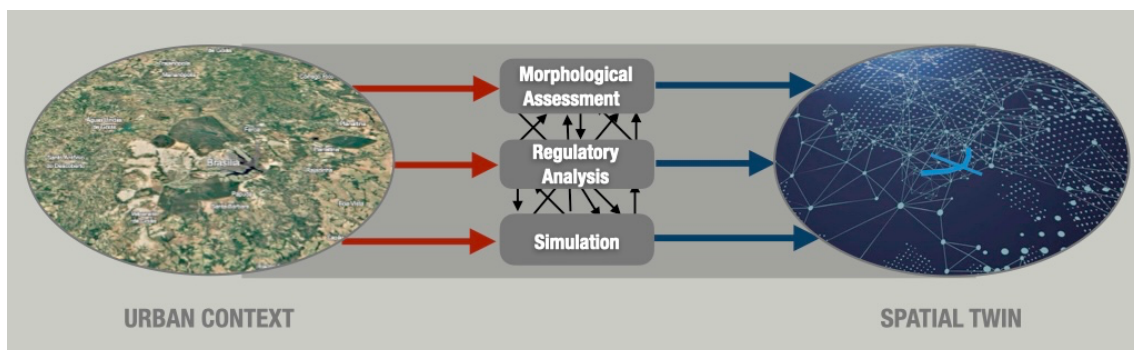 Morphological
Assessment
Regulatory
Analysis
Simulation
Brasília
URBAN CONTEXT
SPATIAL TWIN